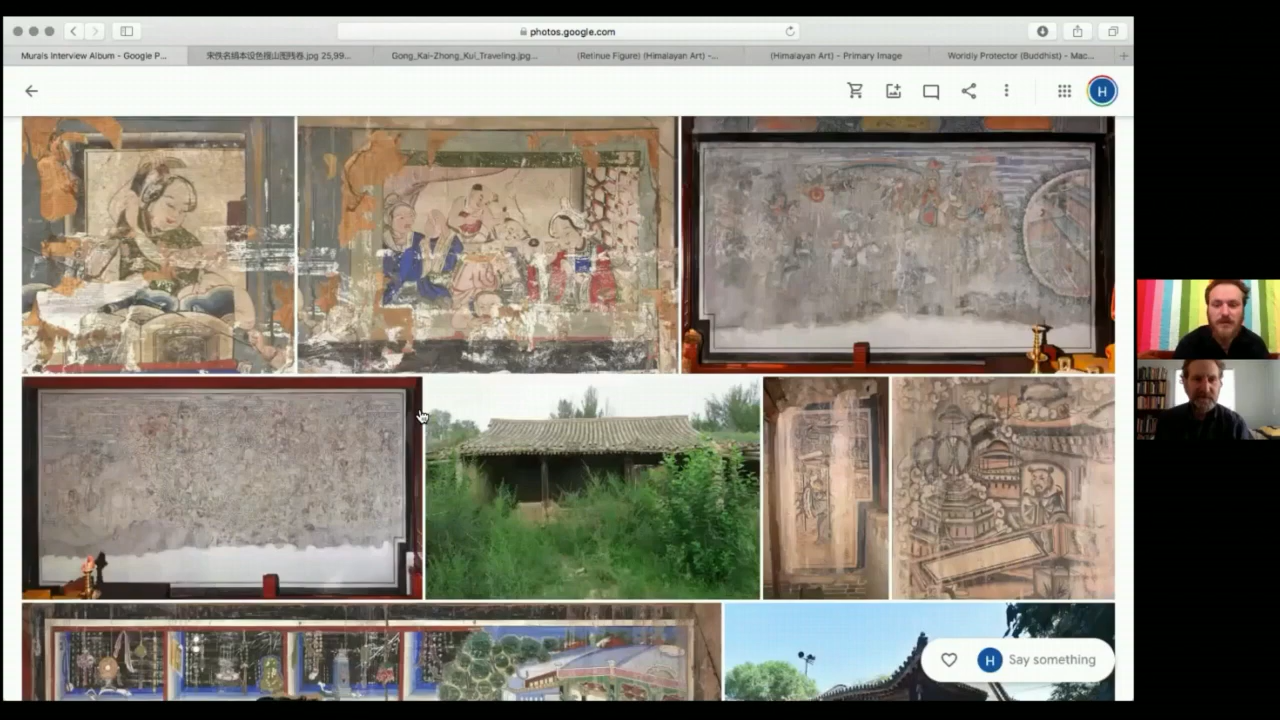 photos.google.com
Murals Interview Album - Google P...
宋佚名绢本设色搜山图残卷.jpg 25,99...
Gong_Kai-Zhong_Kui_Traveling.jpg...
(Retinue Figure) (Himalayan Art) -...
(Himalayan Art) – Primary Image
Worldly Protector (Buddhist) - Mac...
H
H Say something